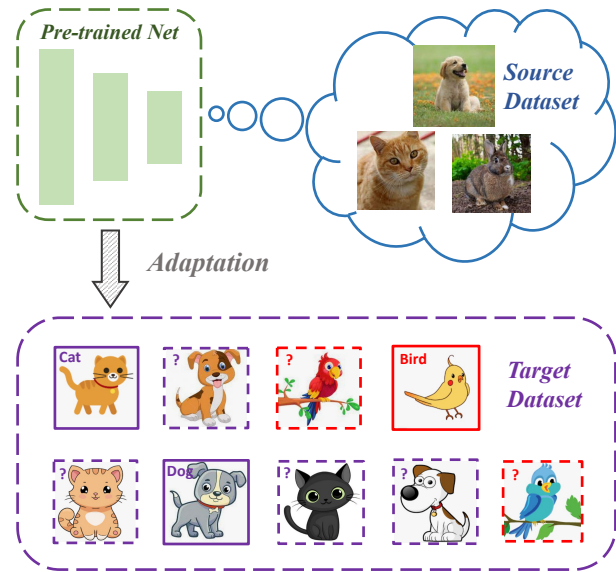 Pre-trained Net
Source
Dataset
Adaptation
Cat
?
?
Bird
Target
Dataset
?
Dog
?
?
?